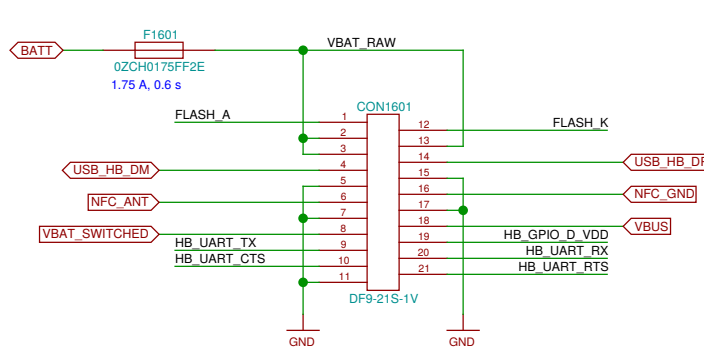 F1601
BATT
VBAT_RAW
0ZCH0175FF2E
1.75 A, 0.6 s
CON1601
FLASH_A
1
12
FLASH_K
2
13
3
14
USB_HB_DP
USB_HB_DM
4
15
5
16
NFC_GND
NFC_ANT
6
17
7
18
VBUS
VBAT_SWITCHED
8
19
HB_GPIO_D_VDD
HB_UART_TX
9
20
HB_UART_RX
HB_UART_CTS
10
21
HB_UART_RTS
11
DF9-21S-1V
GND
GND